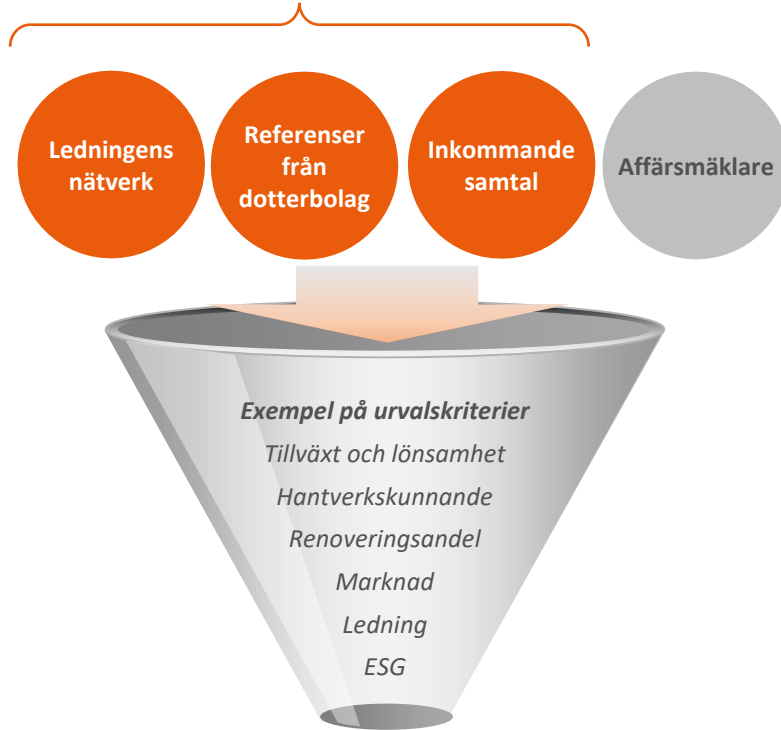 Ledningens
nätverk
Referenser
från
dotterbolag
Inkommande
samtal
Affärsmäklare
Exempel på urvalskriterier
Tillväxt och lönsamhet
Hantverkskunnande
Renoveringsandel
Marknad
Ledning
ESG